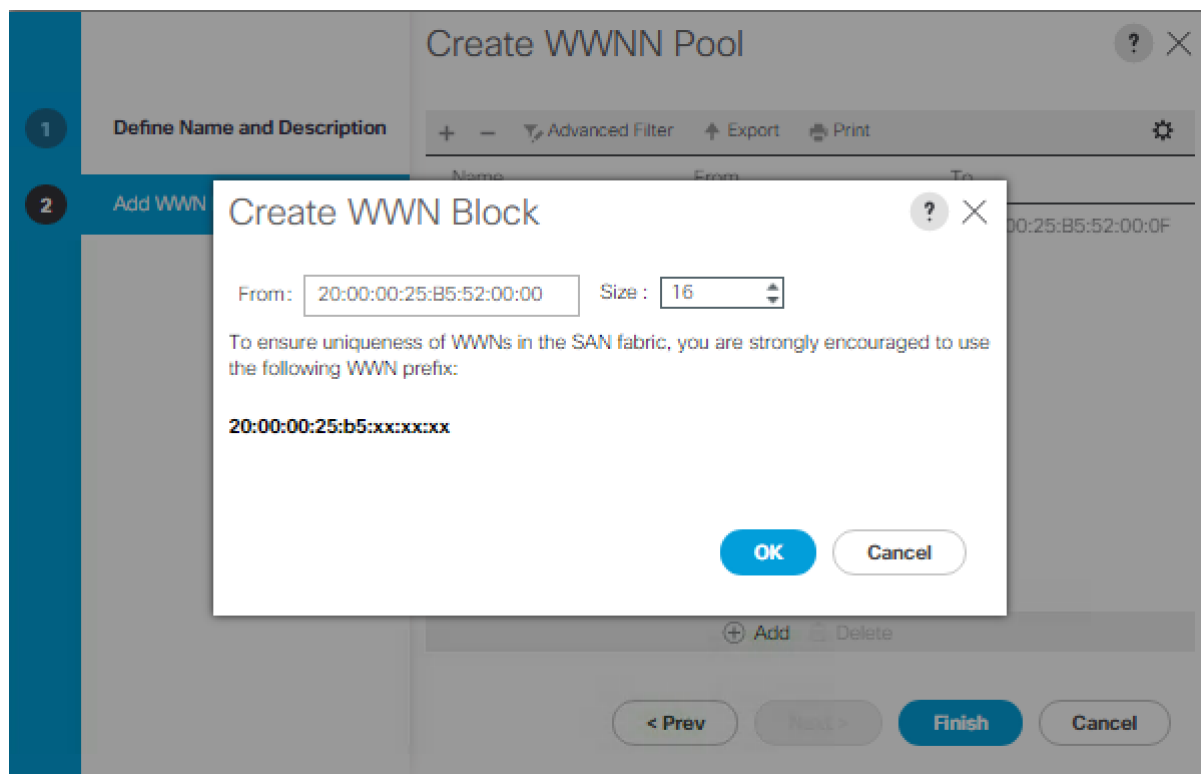 Create WWNN Pool
?
1 Define Name and Description
+ − Advanced Filter Export Print
Name From To
2 Add WWN
00:25:B5:52:00:0F
Create WWN Block
?
From : 20:00:00:25:B5:52:00:00 Size : 16
To ensure uniqueness of WWNs in the SAN fabric, you are strongly encouraged to use
the following WWN prefix:
20:00:00:25:b5:xx:xx:xx
OK Cancel
Add Delete
< Prev Next > Finish Cancel